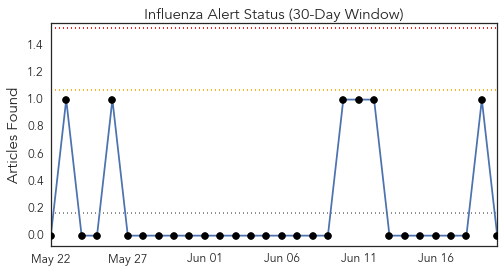 Influenza Alert Status (30-Day Window)
Articles Found
1.4
1.2
1.0
0.8
0.6
0.4
0.2
0.0
May 22 May 27 Jun 01 Jun 06 Jun 11 Jun 16